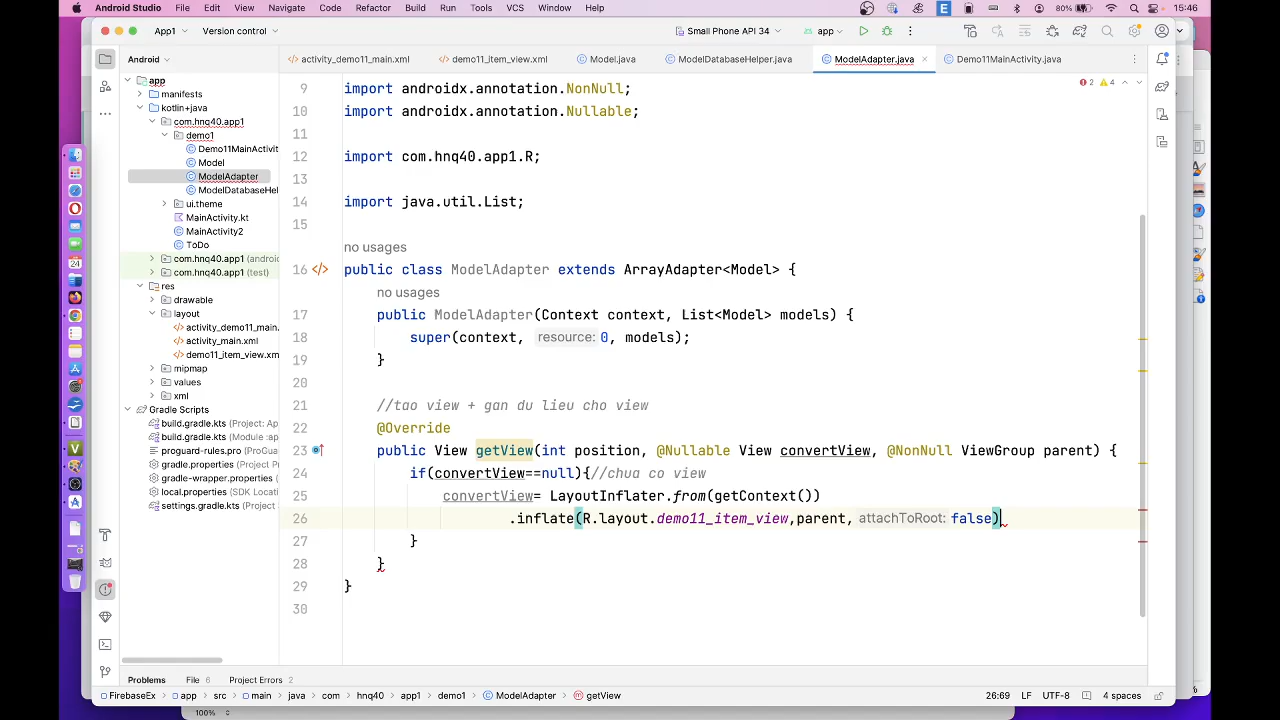 Android Studio File Edit View Navigate Code Refactor Build Run Tools VCS Window Help 80% 15:46
App1 Version control Small Phone API 34 app
Android activity_demo11_main.xml demo11_item_view.xml Model.java ModelDatabaseHelper.java ModelAdapter.java Demo11MainActivity.java
app
manifests
kotlin+java
com.hnq40.app1
demo1
Demo11MainActivit
Model
ModelAdapter
ModelDatabaseHel
ui.theme
MainActivity.kt
MainActivity2
ToDo
com.hnq40.app1 (androi
com.hnq40.app1 (test)
res
drawable
layout
activity_demo11_main.
activity_main.xml
demo11_item_view.xm
mipmap
values
xml
Gradle Scripts
build.gradle.kts (Project: Ap
build.gradle.kts (Module :ap
proguard-rules.pro (ProGua
gradle.properties (Project Pr
gradle-wrapper.properties
local.properties (SDK Locati
settings.gradle.kts (Project
2 4
9 import androidx.annotation.NonNull;
10 import androidx.annotation.Nullable;
11
12 import com.hnq40.app1.R;
13
14 import java.util.List;
15
no usages
16 public class ModelAdapter extends ArrayAdapter<Model> {
no usages
17 public ModelAdapter(Context context, List<Model> models) {
18 super(context, resource: 0, models);
19 }
20
21 //tao view + gan du lieu cho view
22 @Override
23 public View getView(int position, @Nullable View convertView, @NonNull ViewGroup parent) {
24 if(convertView==null){//chua co view
25 convertView= LayoutInflater.from(getContext())
26 .inflate(R.layout.demo11_item_view,parent, attachToRoot: false)
27 }
28 }
29 }
30
Problems File 6 Project Errors 2
FirebaseEx app src main java com hnq40 app1 demo1 ModelAdapter getView 26:69 LF UTF-8 4 spaces
100%